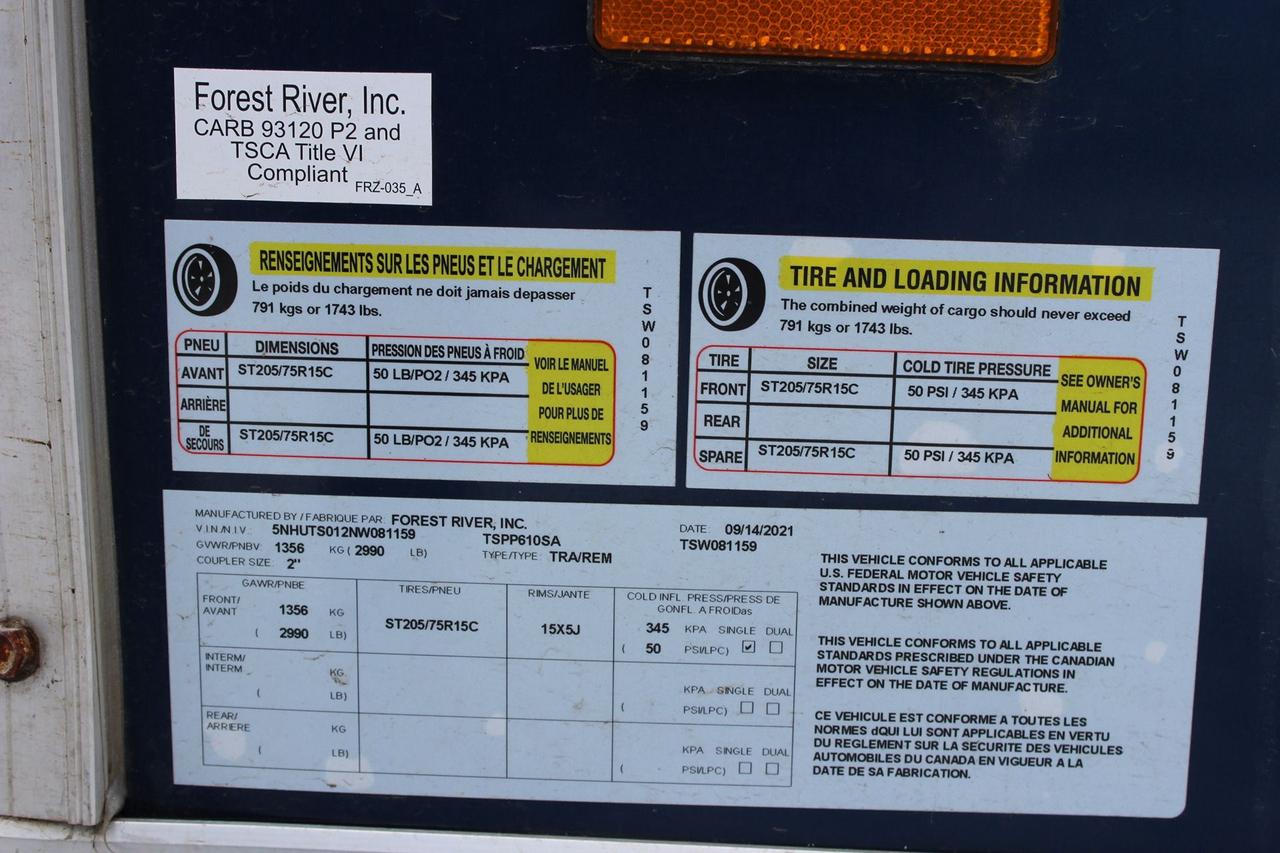 Forest River, Inc.
CARB 93120 P2 and
TSCA Title VI
Compliant
FRZ-035_A
RENSEIGNEMENTS SUR LES PNEUS ET LE CHARGEMENT
Le poids du chargement ne doit jamais depasser
791 kgs or 1743 lbs.
PNEU DIMENSIONS PRESSION DES PNEUS À FROID
AVANT ST205/75R15C 50 LB/PO2 / 345 KPA
ARRIÈRE
DE SECOURS ST205/75R15C 50 LB/PO2 / 345 KPA
VOIR LE MANUEL
DE L'USAGER
POUR PLUS DE
RENSEIGNEMENTS
TSW081159
TIRE AND LOADING INFORMATION
The combined weight of cargo should never exceed
791 kgs or 1743 lbs.
TIRE SIZE COLD TIRE PRESSURE
FRONT ST205/75R15C 50 PSI / 345 KPA
REAR
SPARE ST205/75R15C 50 PSI / 345 KPA
SEE OWNER'S
MANUAL FOR
ADDITIONAL
INFORMATION
TSW081159
MANUFACTURED BY / FABRIQUE PAR: FOREST RIVER, INC. DATE: 09/14/2021
V.I.N./N.I.V.: 5NHUTS012NW081159 TSPP610SA TSW081159
GVWR/PNBV: 1356 KG ( 2990 LB) TYPE/TYPE: TRA/REM
COUPLER SIZE: 2"
GAWR/PNBE TIRES/PNEU RIMS/JANTE COLD INFL. PRESS/PRESS DE
GONFL. A FROIDas
FRONT/
AVANT 1356 KG ST205/75R15C 15X5J 345 KPA SINGLE DUAL
( 2990 LB) ( 50 PSI/LPC)
INTERM/
INTERM KG KPA SINGLE DUAL
( LB) ( PSI/LPC)
REAR/
ARRIERE KG KPA SINGLE DUAL
( LB) ( PSI/LPC)
THIS VEHICLE CONFORMS TO ALL APPLICABLE
U.S. FEDERAL MOTOR VEHICLE SAFETY
STANDARDS IN EFFECT ON THE DATE OF
MANUFACTURE SHOWN ABOVE.
THIS VEHICLE CONFORMS TO ALL APPLICABLE
STANDARDS PRESCRIBED UNDER THE CANADIAN
MOTOR VEHICLE SAFETY REGULATIONS IN
EFFECT ON THE DATE OF MANUFACTURE.
CE VEHICULE EST CONFORME A TOUTES LES
NORMES dQUI LUI SONT APPLICABLES EN VERTU
DU REGLEMENT SUR LA SECURITE DES VEHICULES
AUTOMOBILES DU CANADA EN VIGUEUR A LA
DATE DE SA FABRICATION.